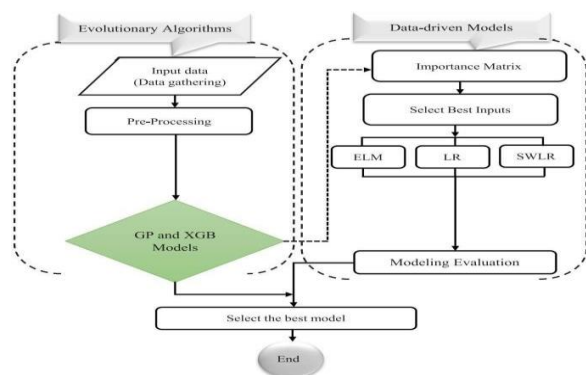 Evolutionary Algorithms
Input data
(Data gathering)
Pre-Processing
GP and XGB
Models
Data-driven Models
Importance Matrix
Select Best Inputs
ELM
LR
SWLR
Modeling Evaluation
Select the best model
End